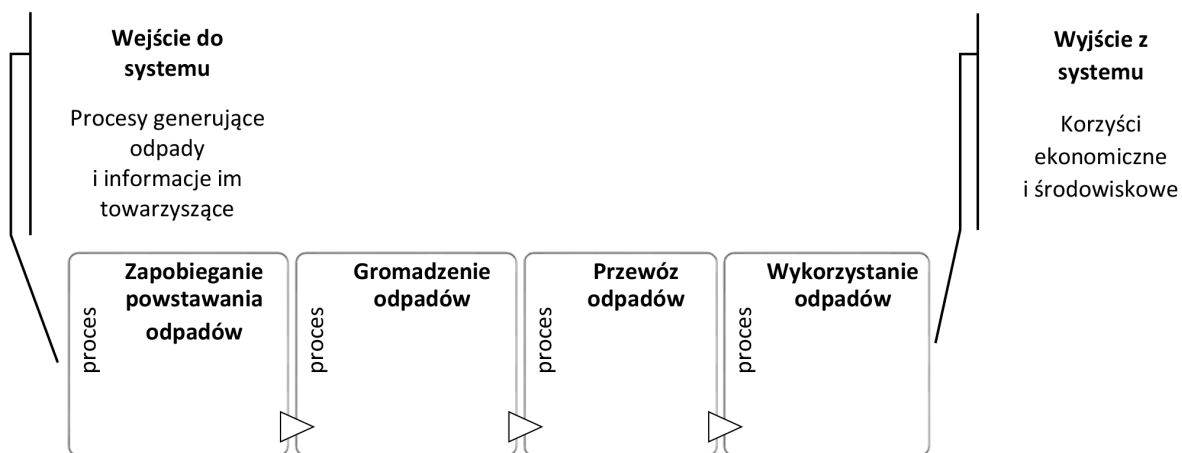 Wejście do
systemu
Procesy generujące
odpady
i informacje im
towarzyszące
Wyjście z
systemu
Korzyści
ekonomiczne
i środowiskowe
proces
Zapobieganie
powstawania
odpadów
proces
Gromadzenie
odpadów
proces
Przewóz
odpadów
proces
Wykorzystanie
odpadów